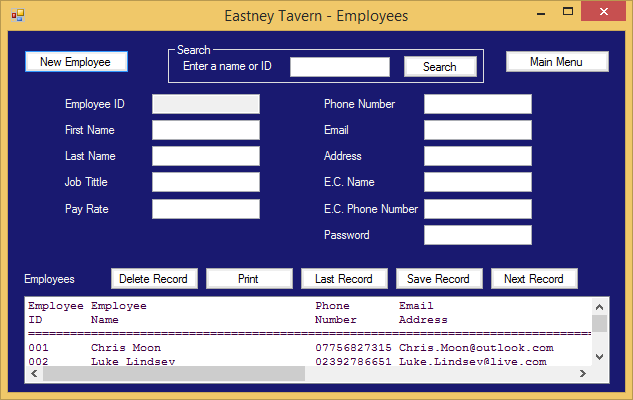 Eastney Tavern - Employees
New Employee
Search
Enter a name or ID
Search
Main Menu
Employee ID
Phone Number
First Name
Email
Last Name
Address
Job Tittle
E.C. Name
Pay Rate
E.C. Phone Number
Password
Employees
Delete Record
Print
Last Record
Save Record
Next Record
Employee Employee Phone Email
ID Name Number Address
================================================================================
001 Chris Moon 07756827315 Chris.Moon@outlook.com
002 Luke Lindsey 02392786651 Luke.Lindsey@live.com